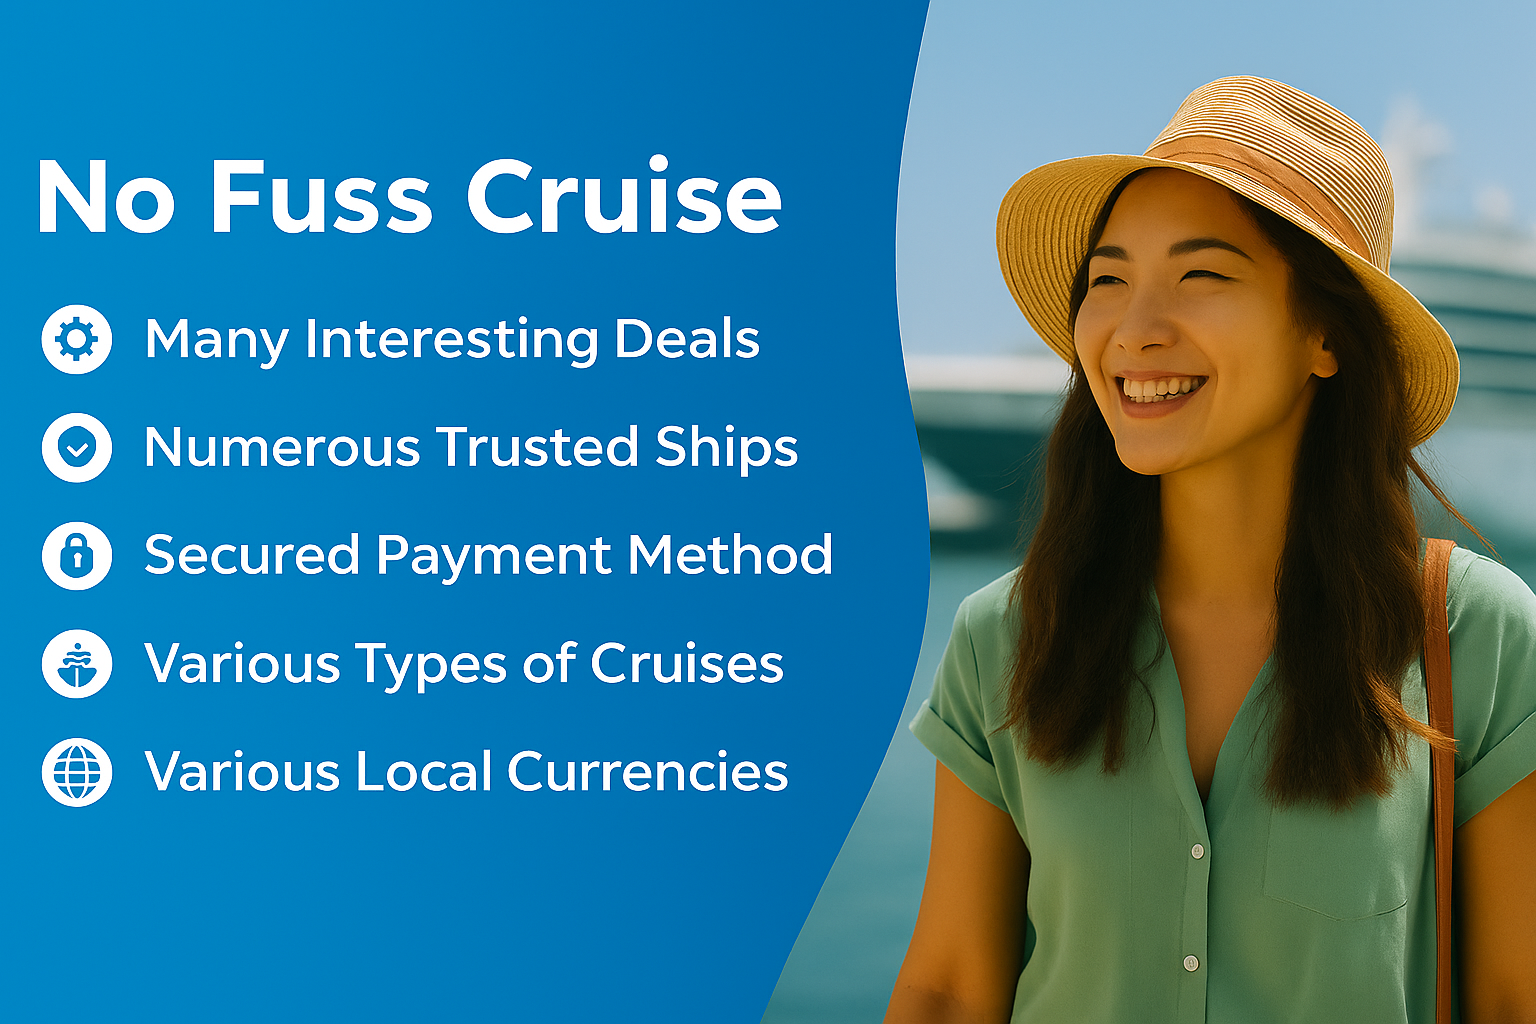 No Fuss Cruise
Many Interesting Deals
Numerous Trusted Ships
Secured Payment Method
Various Types of Cruises
Various Local Currencies